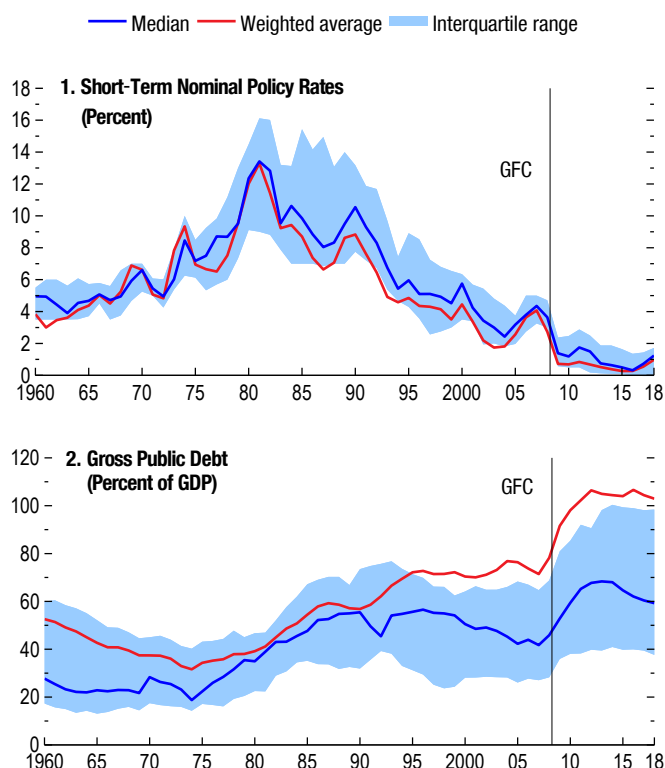 Median Weighted average Interquartile range
1. Short-Term Nominal Policy Rates
(Percent)
GFC
18
16
14
12
10
8
6
4
2
0
1960 65 70 75 80 85 90 95 2000 05 10 15 18
2. Gross Public Debt
(Percent of GDP)
GFC
120
100
80
60
40
20
0
1960 65 70 75 80 85 90 95 2000 05 10 15 18